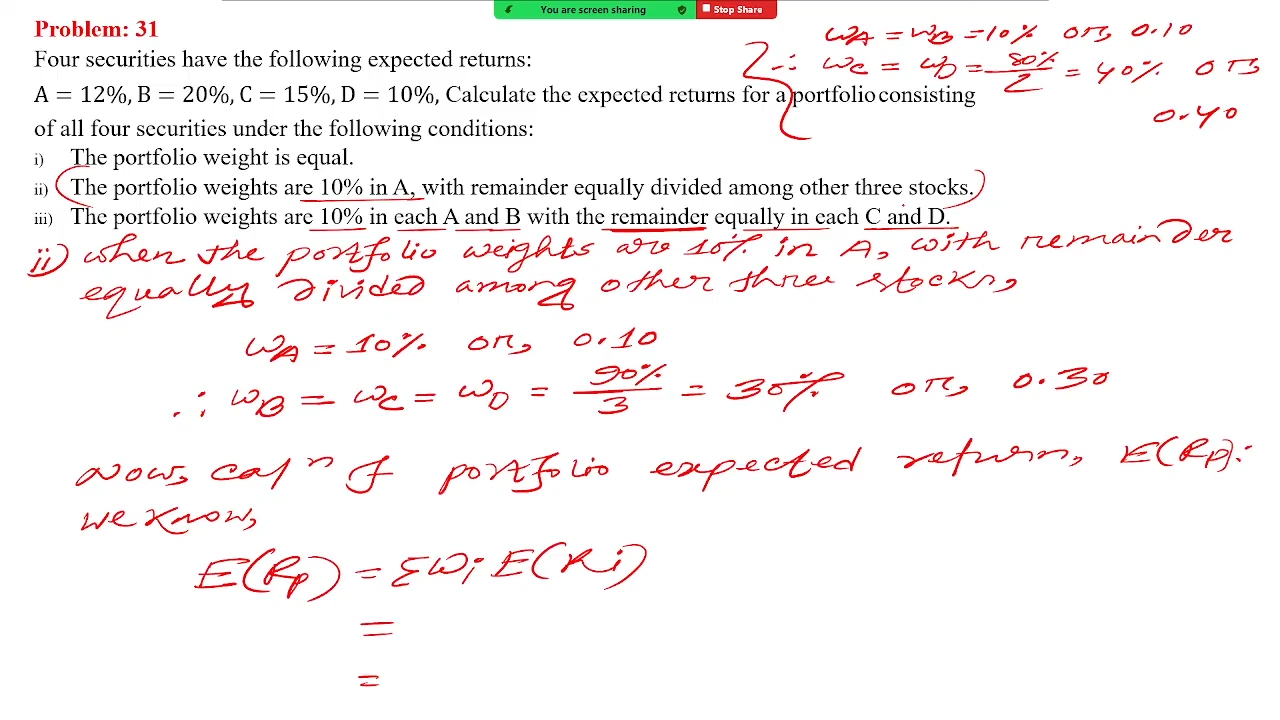 You are screen sharing Stop Share
Problem: 31
Four securities have the following expected returns:
A = 12%, B = 20%, C = 15%, D = 10%, Calculate the expected returns for a portfolio consisting
of all four securities under the following conditions:
i) The portfolio weight is equal.
ii) The portfolio weights are 10% in A, with remainder equally divided among other three stocks.
iii) The portfolio weights are 10% in each A and B with the remainder equally in each C and D.
WA = WB = 10% or, 0.10
∴ WC = WD = 80%/2 = 40% or,
0.40
ii) when the portfolio weights are 10% in A, with remainder
equally divided among other three stocks,
WA = 10% or, 0.10
∴ WB = WC = WD = 90%/3 = 30% or, 0.30
Now, calⁿ of portfolio expected return, E(Rp):
we know,
E(Rp) = ΣWi E(Ri)
=
=